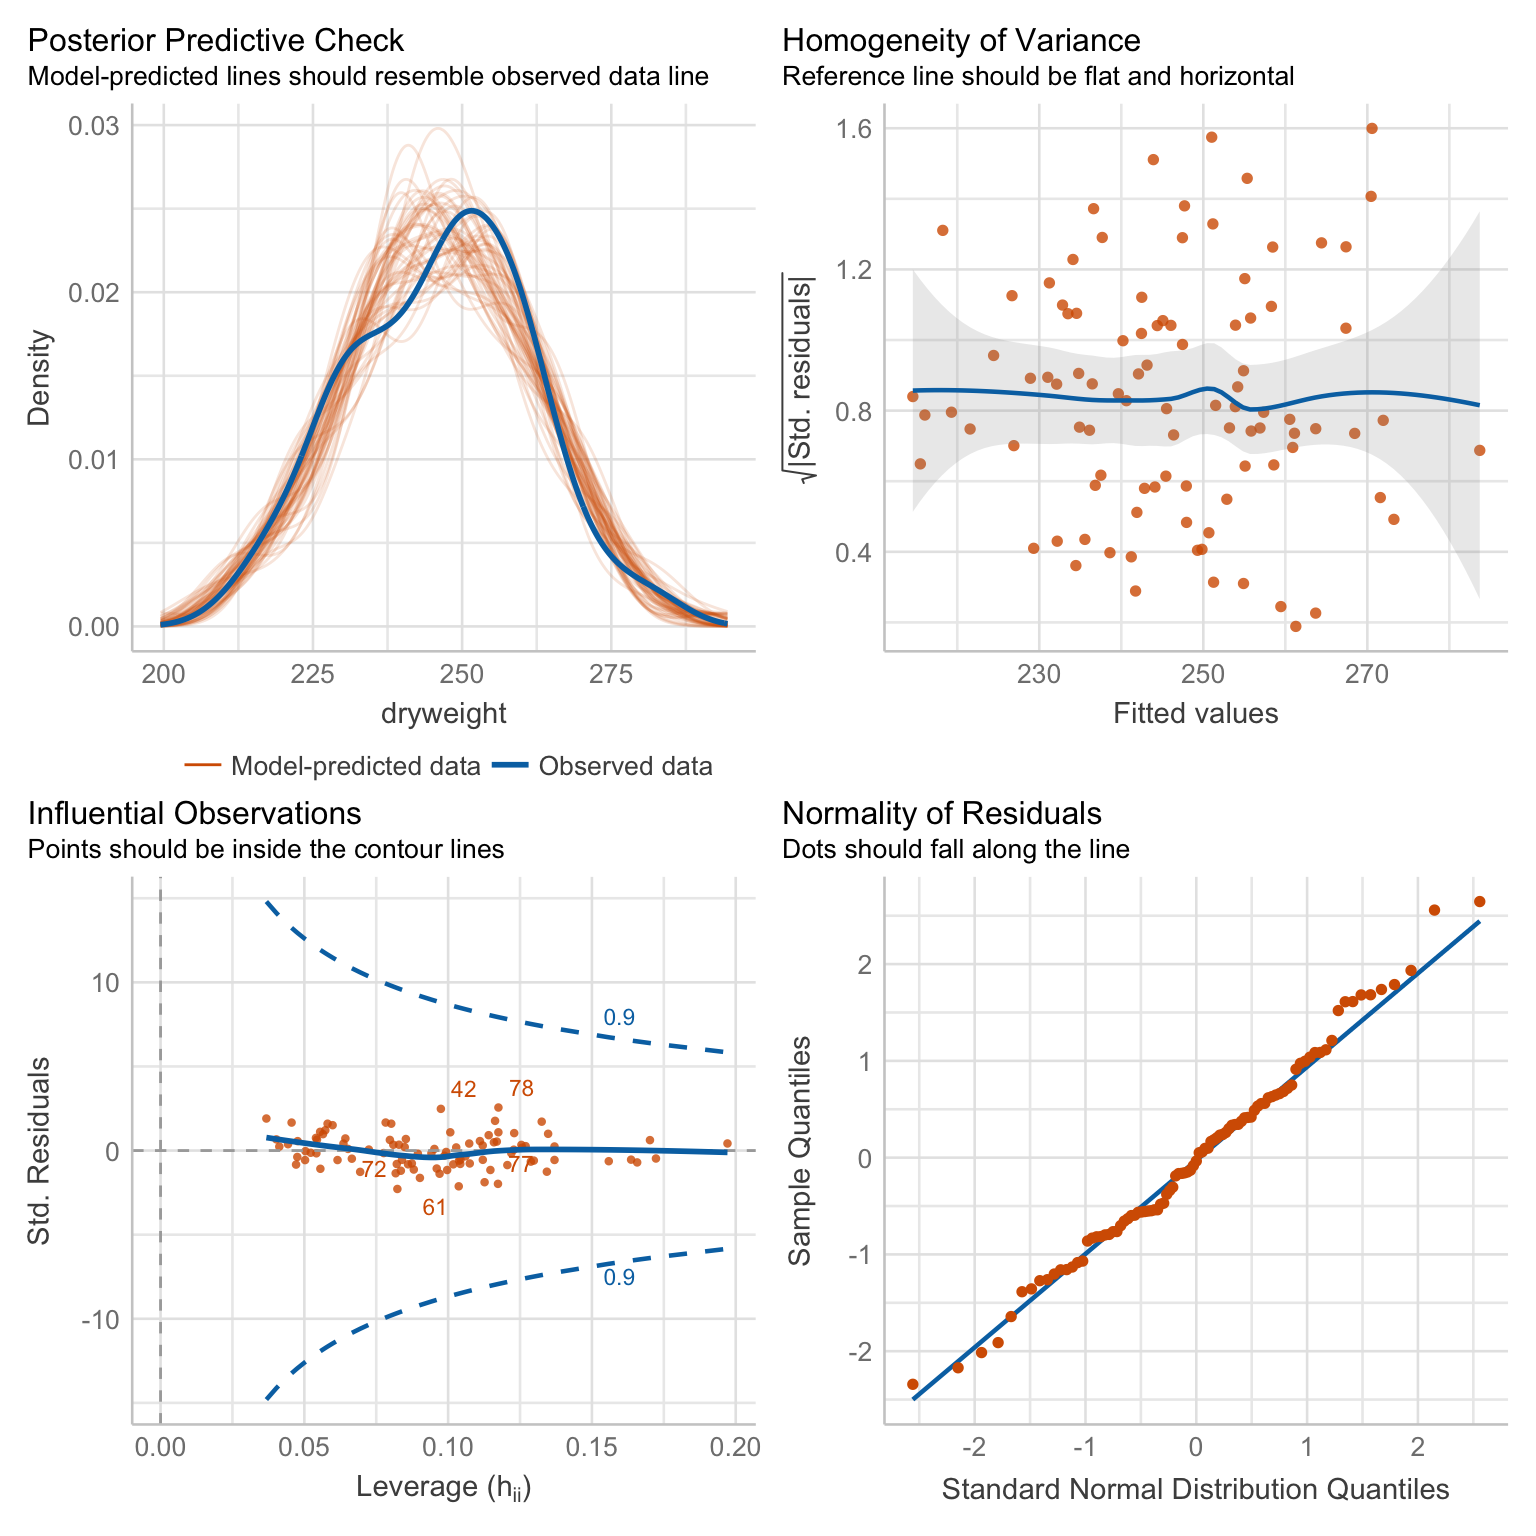 Posterior Predictive Check
Model-predicted lines should resemble observed data line
0.03
0.02
0.01
0.00
Density
200 225 250 275
dryweight
Model-predicted data Observed data
Homogeneity of Variance
Reference line should be flat and horizontal
1.6
1.2
0.8
0.4
√|Std. residuals|
230 250 270
Fitted values
Influential Observations
Points should be inside the contour lines
10
0
-10
Std. Residuals
0.9
42 78
72 77
61
0.9
0.00 0.05 0.10 0.15 0.20
Leverage (hii)
Normality of Residuals
Dots should fall along the line
2
1
0
-1
-2
Sample Quantiles
-2 -1 0 1 2
Standard Normal Distribution Quantiles